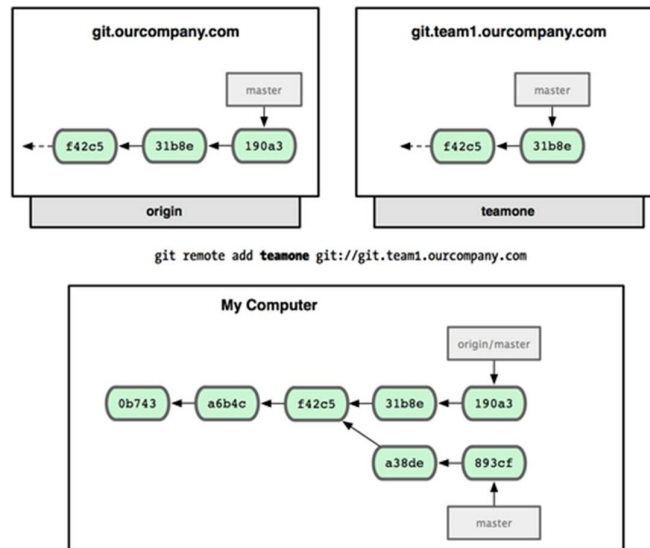 git.ourcompany.com
master
f42c5
31b8e
190a3
origin
git.team1.ourcompany.com
master
f42c5
31b8e
teamone
git remote add teamone git://git.team1.ourcompany.com
My Computer
origin/master
0b743
a6b4c
f42c5
31b8e
190a3
a38de
893cf
master